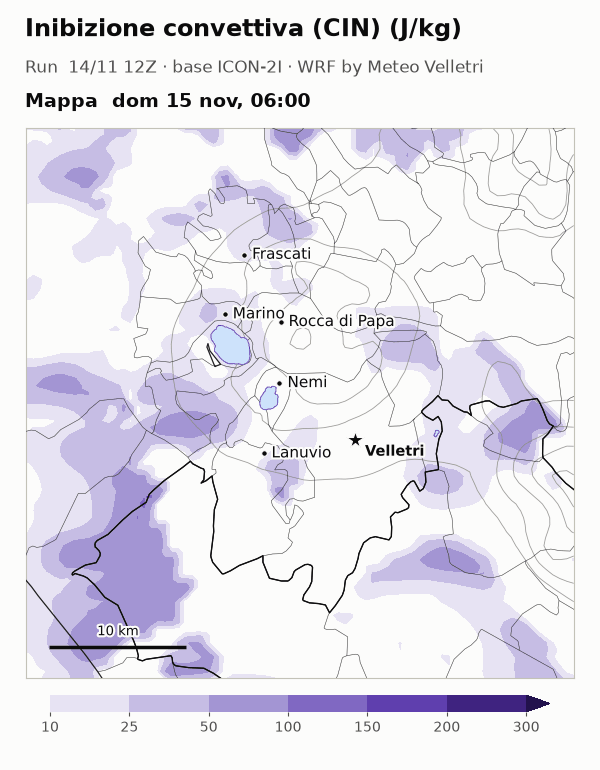 Inibizione convettiva (CIN) (J/kg)
Run  14/11 12Z · base ICON-2I · WRF by Meteo Velletri
Mappa  dom 15 nov, 06:00
Frascati
Marino
Rocca di Papa
Nemi
Velletri
Lanuvio
10 km
10 25 50 100 150 200 300